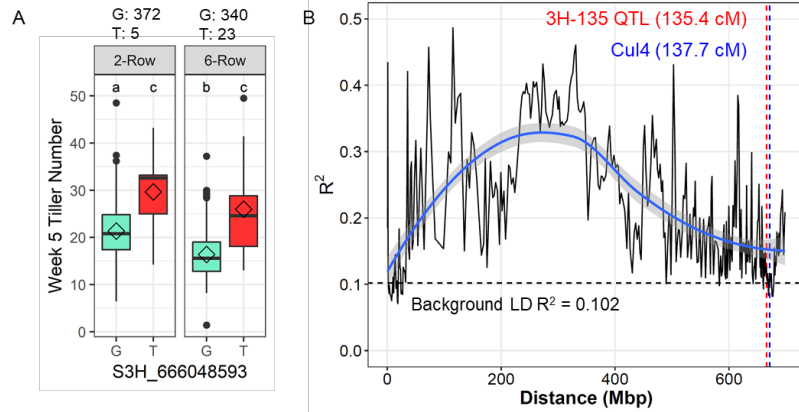 A
G: 372
T: 5
G: 340
T: 23
2-Row
6-Row
a
c
b
c
Week 5 Tiller Number
50
40
30
20
10
0
G
T
G
T
S3H_666048593
B
3H-135 QTL (135.4 cM)
Cul4 (137.7 cM)
R²
0.5
0.4
0.3
0.2
0.1
0.0
Background LD R² = 0.102
0
200
400
600
Distance (Mbp)